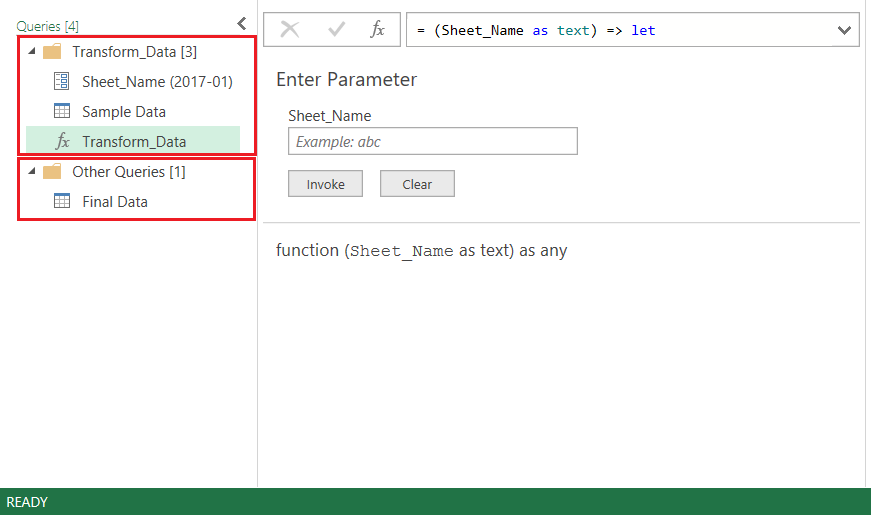 Queries [4]
Transform_Data [3]
Sheet_Name (2017-01)
Sample Data
fx Transform_Data
Other Queries [1]
Final Data
fx
= (Sheet_Name as text) => let
Enter Parameter
Sheet_Name
Example: abc
Invoke Clear
function (Sheet_Name as text) as any
READY